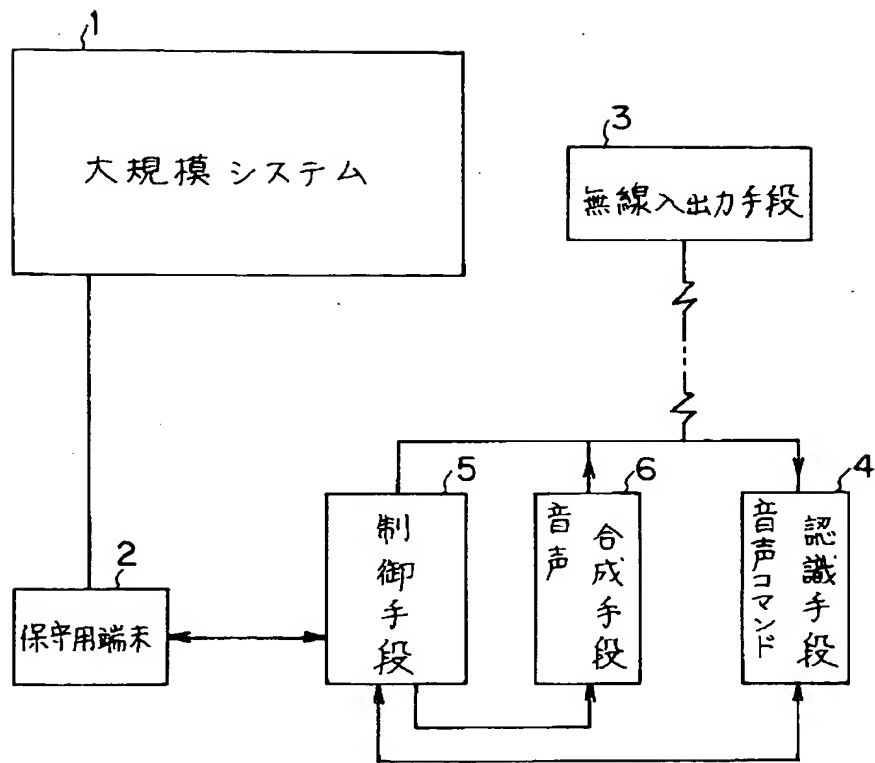 1
大規模システム
3
無線入出力手段
5
制御手段
6
音声
合成手段
4
音声コマンド
認識手段
2
保守用端末